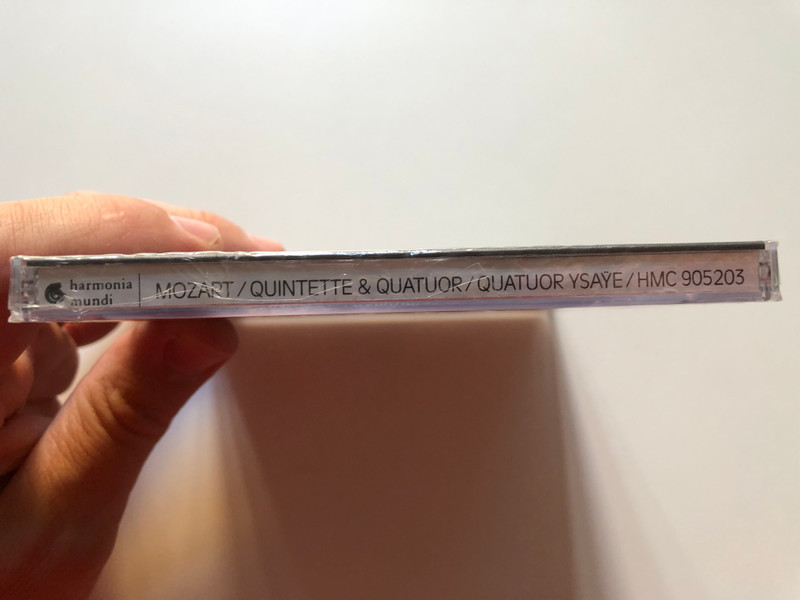 harmonia
mundi
MOZART / QUINTETTE & QUATUOR / QUATUOR YSAŸE / HMC 905203